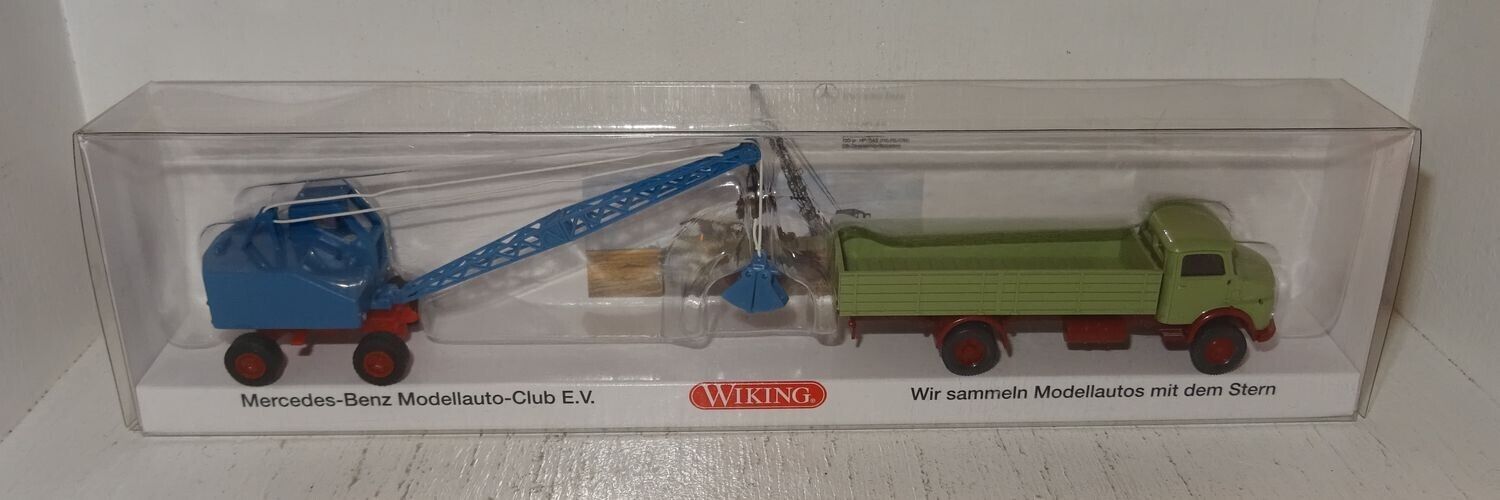 Mercedes-Benz Modellauto-Club E.V.
WIKING®
Wir sammeln Modellautos mit dem Stern